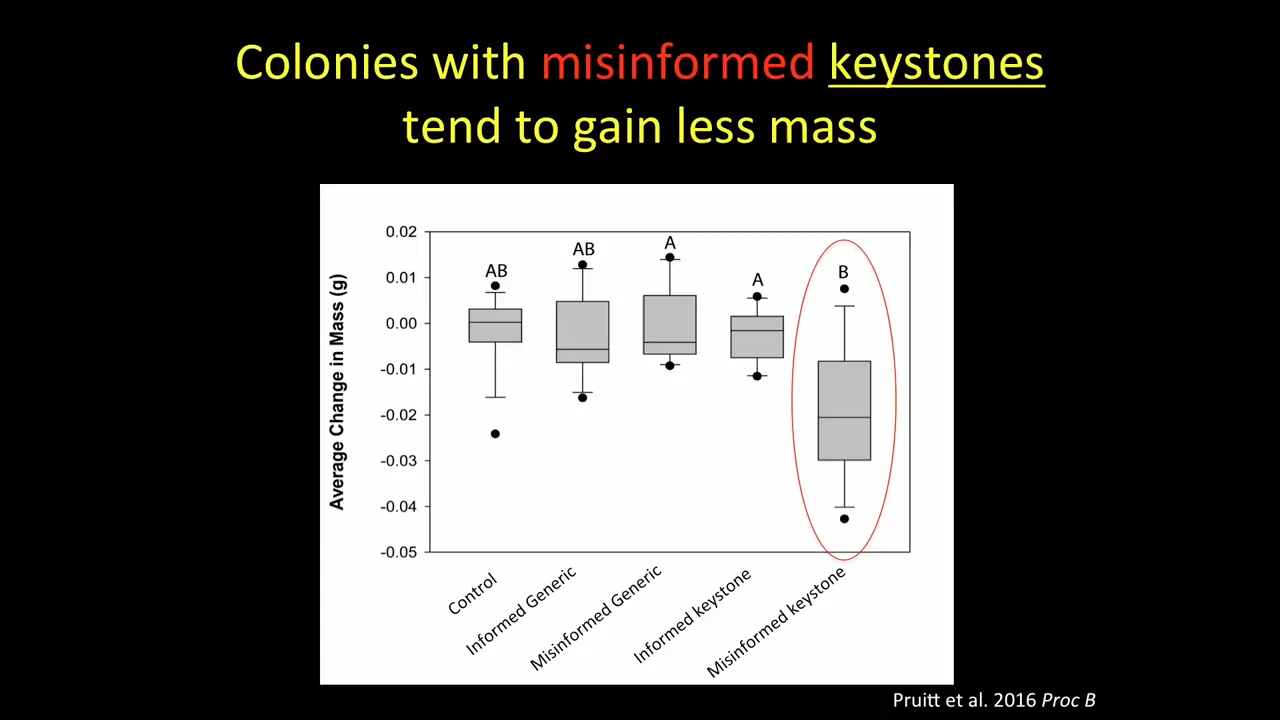 Colonies with misinformed keystones
tend to gain less mass
Average Change in Mass (g)
0.02
0.01
0.00
-0.01
-0.02
-0.03
-0.04
-0.05
AB
AB
A
A
B
Control
Informed Generic
Misinformed Generic
Informed keystone
Misinformed keystone
Pruitt et al. 2016 Proc B